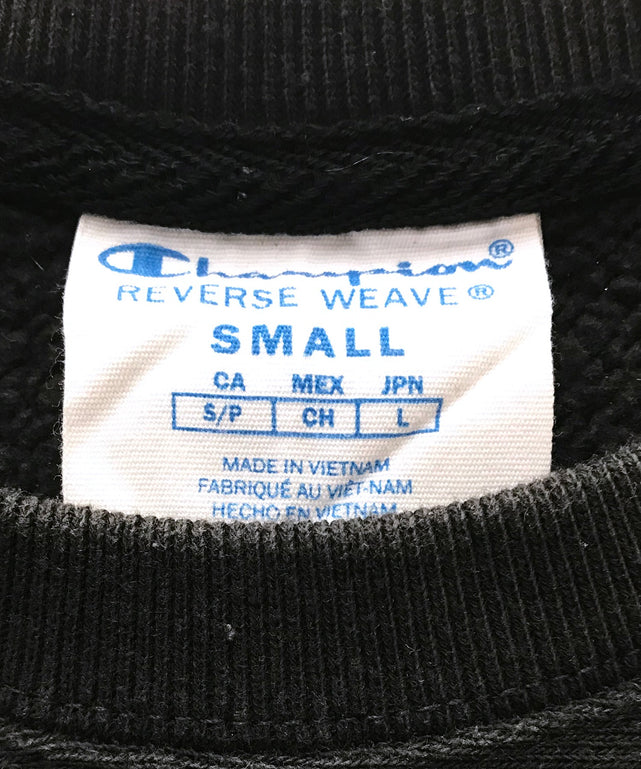 Champion®
REVERSE WEAVE®
SMALL
CA MEX JPN
S/P CH L
MADE IN VIETNAM
FABRIQUÉ AU VIÊT-NAM
HECHO EN VIETNAM